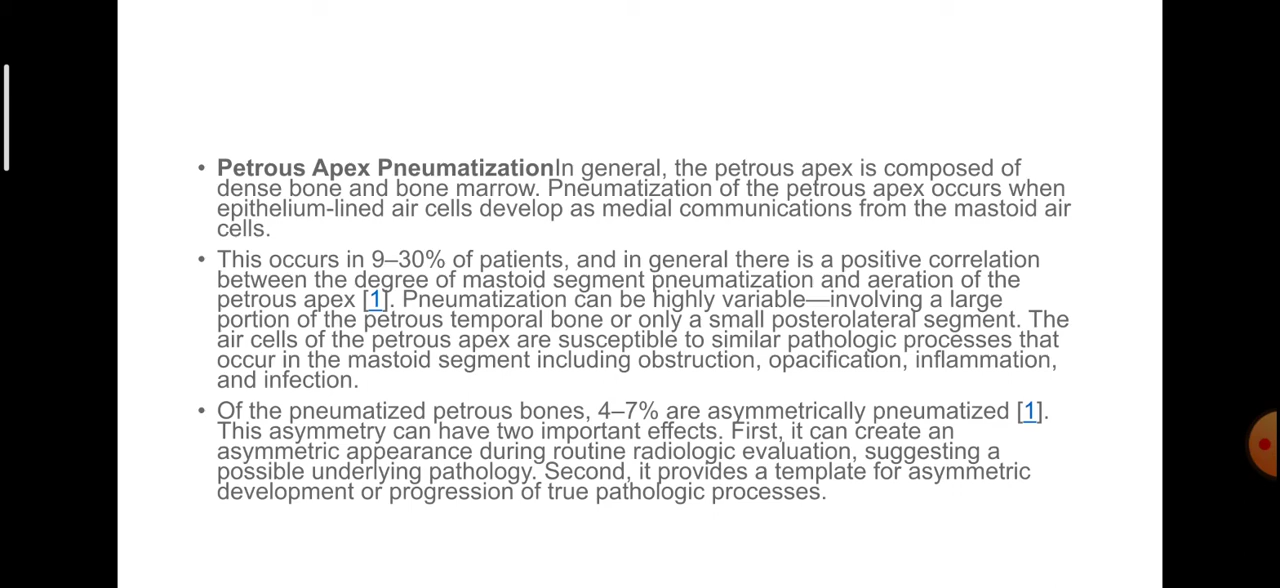 • Petrous Apex PneumatizationIn general, the petrous apex is composed of
dense bone and bone marrow. Pneumatization of the petrous apex occurs when
epithelium-lined air cells develop as medial communications from the mastoid air
cells.
• This occurs in 9–30% of patients, and in general there is a positive correlation
between the degree of mastoid segment pneumatization and aeration of the
petrous apex [1]. Pneumatization can be highly variable—involving a large
portion of the petrous temporal bone or only a small posterolateral segment. The
air cells of the petrous apex are susceptible to similar pathologic processes that
occur in the mastoid segment including obstruction, opacification, inflammation,
and infection.
• Of the pneumatized petrous bones, 4–7% are asymmetrically pneumatized [1].
This asymmetry can have two important effects. First, it can create an
asymmetric appearance during routine radiologic evaluation, suggesting a
possible underlying pathology. Second, it provides a template for asymmetric
development or progression of true pathologic processes.